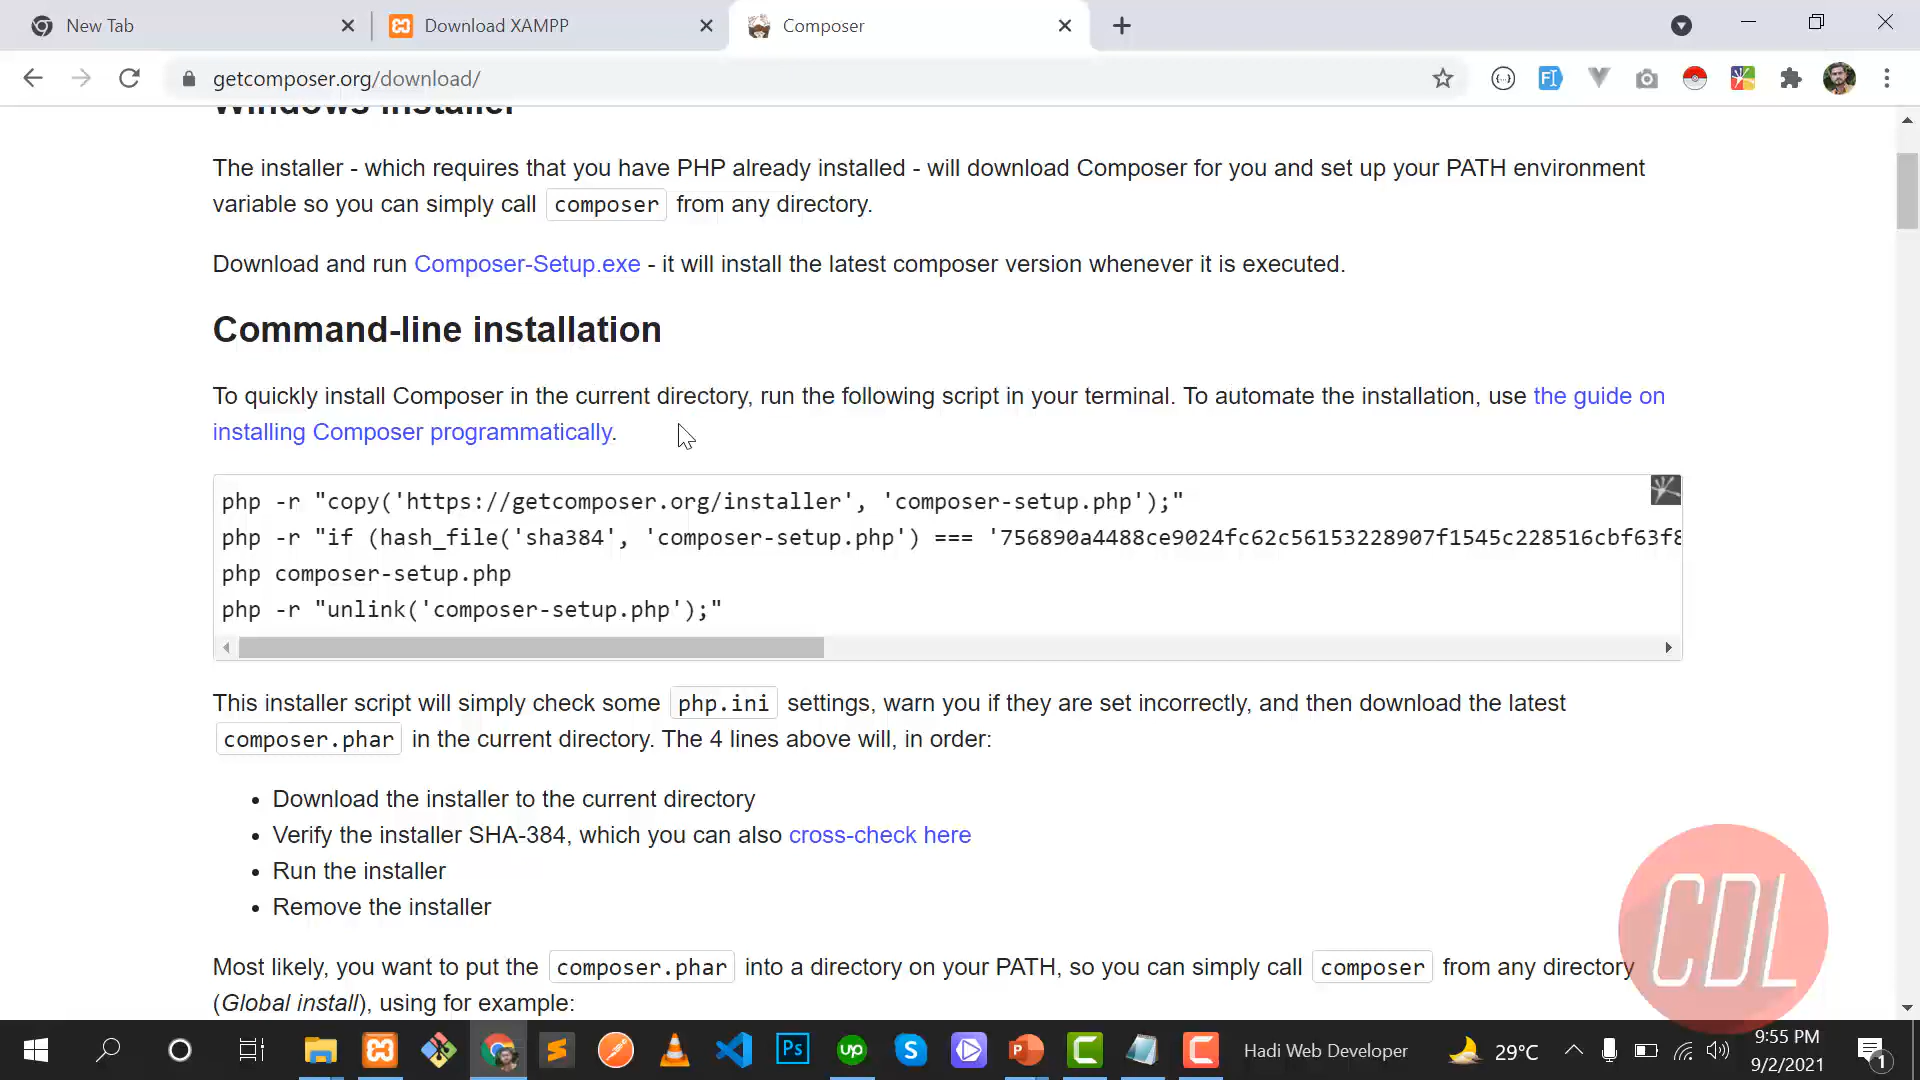 New Tab
Download XAMPP
Composer
getcomposer.org/download/
Windows Installer
The installer - which requires that you have PHP already installed - will download Composer for you and set up your PATH environment
variable so you can simply call composer from any directory.
Download and run Composer-Setup.exe - it will install the latest composer version whenever it is executed.
Command-line installation
To quickly install Composer in the current directory, run the following script in your terminal. To automate the installation, use the guide on
installing Composer programmatically.
php -r "copy('https://getcomposer.org/installer', 'composer-setup.php');"
php -r "if (hash_file('sha384', 'composer-setup.php') === '756890a4488ce9024fc62c56153228907f1545c228516cbf63f8
php composer-setup.php
php -r "unlink('composer-setup.php');"
This installer script will simply check some php.ini settings, warn you if they are set incorrectly, and then download the latest
composer.phar in the current directory. The 4 lines above will, in order:
• Download the installer to the current directory
• Verify the installer SHA-384, which you can also cross-check here
• Run the installer
• Remove the installer
Most likely, you want to put the composer.phar into a directory on your PATH, so you can simply call composer from any directory
(Global install), using for example:
CDL
Ps
up
Hadi Web Developer
29°C
9:55 PM
9/2/2021
1